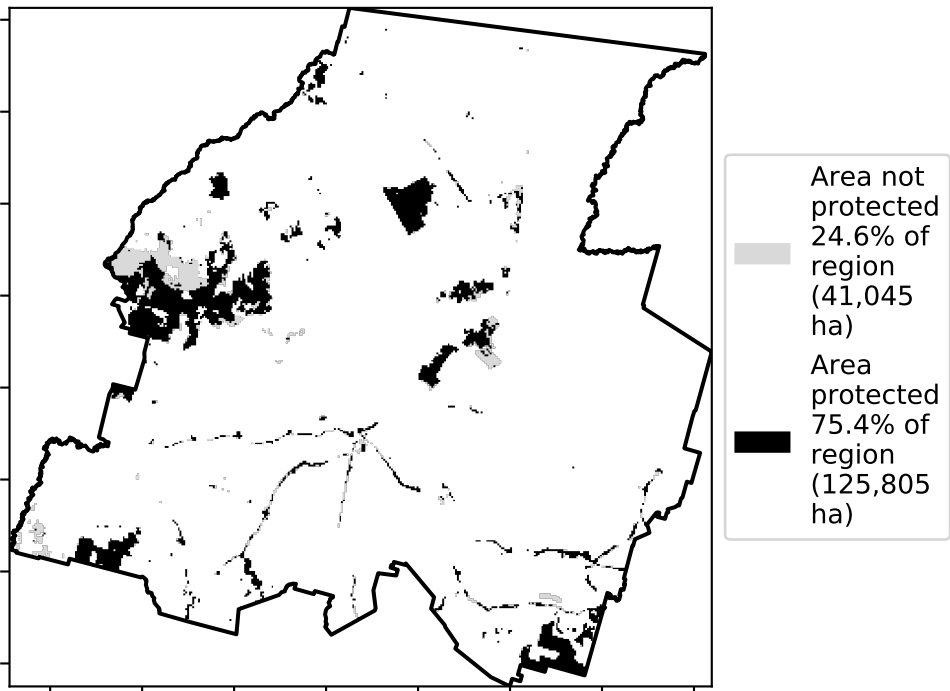 Area not
protected
24.6% of
region
(41,045
ha)
Area
protected
75.4% of
region
(125,805
ha)